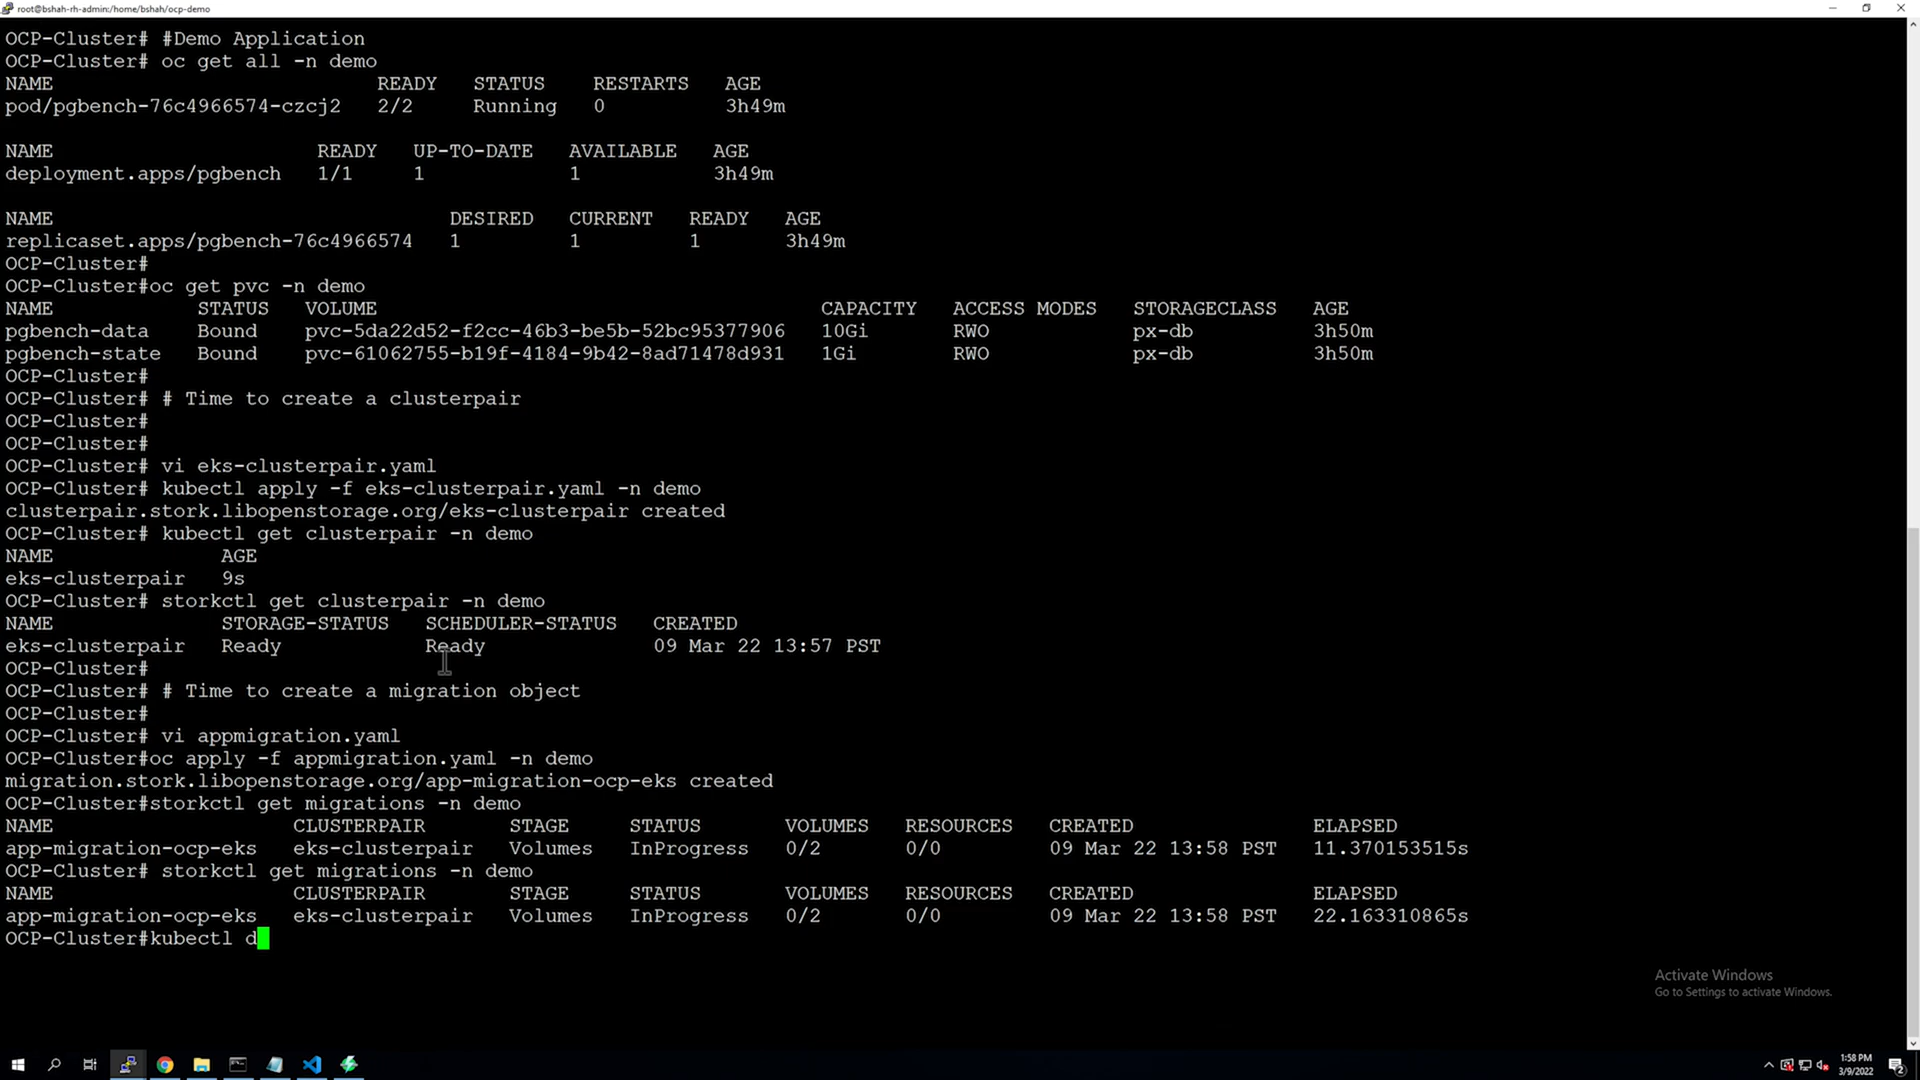 root@bshah-rh-admin:/home/bshah/ocp-demo
OCP-Cluster# #Demo Application
OCP-Cluster# oc get all -n demo
NAME READY STATUS RESTARTS AGE
pod/pgbench-76c4966574-czcj2 2/2 Running 0 3h49m
NAME READY UP-TO-DATE AVAILABLE AGE
deployment.apps/pgbench 1/1 1 1 3h49m
NAME DESIRED CURRENT READY AGE
replicaset.apps/pgbench-76c4966574 1 1 1 3h49m
OCP-Cluster#
OCP-Cluster#oc get pvc -n demo
NAME STATUS VOLUME CAPACITY ACCESS MODES STORAGECLASS AGE
pgbench-data Bound pvc-5da22d52-f2cc-46b3-be5b-52bc95377906 10Gi RWO px-db 3h50m
pgbench-state Bound pvc-61062755-b19f-4184-9b42-8ad71478d931 1Gi RWO px-db 3h50m
OCP-Cluster#
OCP-Cluster# # Time to create a clusterpair
OCP-Cluster#
OCP-Cluster#
OCP-Cluster# vi eks-clusterpair.yaml
OCP-Cluster# kubectl apply -f eks-clusterpair.yaml -n demo
clusterpair.stork.libopenstorage.org/eks-clusterpair created
OCP-Cluster# kubectl get clusterpair -n demo
NAME AGE
eks-clusterpair 9s
OCP-Cluster# storkctl get clusterpair -n demo
NAME STORAGE-STATUS SCHEDULER-STATUS CREATED
eks-clusterpair Ready Ready 09 Mar 22 13:57 PST
OCP-Cluster#
OCP-Cluster# # Time to create a migration object
OCP-Cluster#
OCP-Cluster# vi appmigration.yaml
OCP-Cluster#oc apply -f appmigration.yaml -n demo
migration.stork.libopenstorage.org/app-migration-ocp-eks created
OCP-Cluster#storkctl get migrations -n demo
NAME CLUSTERPAIR STAGE STATUS VOLUMES RESOURCES CREATED ELAPSED
app-migration-ocp-eks eks-clusterpair Volumes InProgress 0/2 0/0 09 Mar 22 13:58 PST 11.370153515s
OCP-Cluster# storkctl get migrations -n demo
NAME CLUSTERPAIR STAGE STATUS VOLUMES RESOURCES CREATED ELAPSED
app-migration-ocp-eks eks-clusterpair Volumes InProgress 0/2 0/0 09 Mar 22 13:58 PST 22.163310865s
OCP-Cluster#kubectl d
Activate Windows
Go to Settings to activate Windows.
1:58 PM
3/9/2022
2